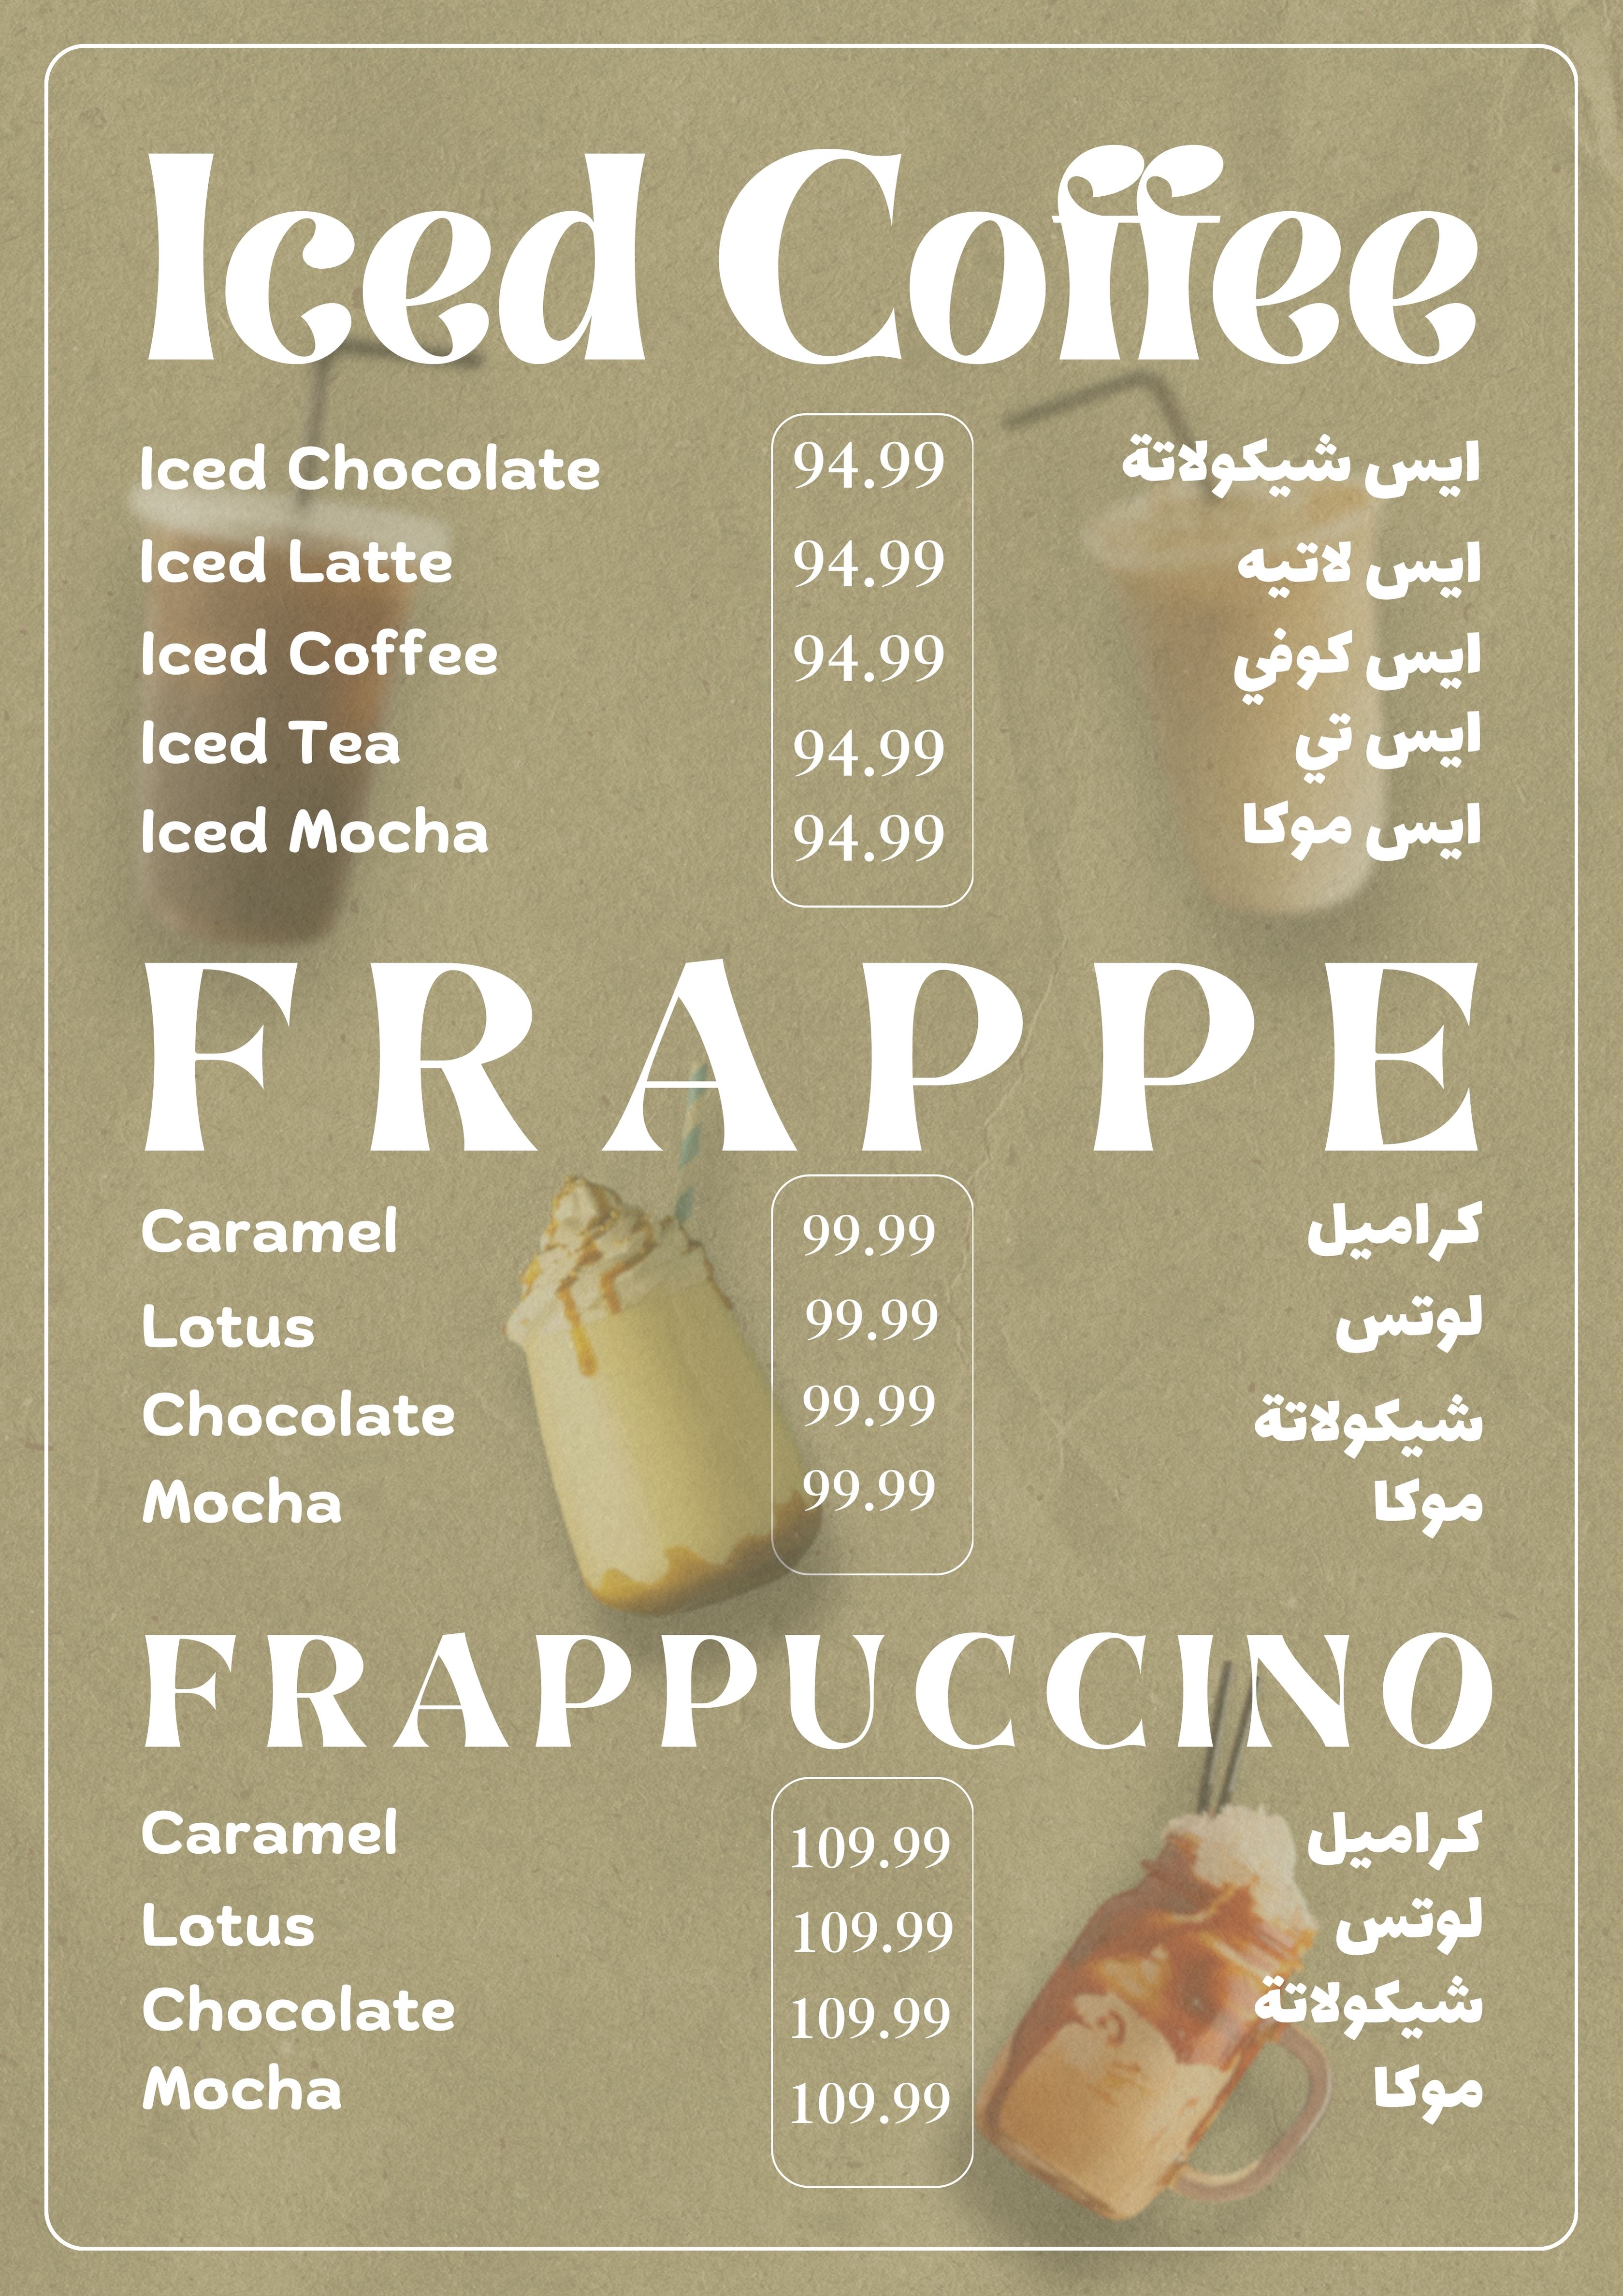 Iced Coffee
Iced Chocolate 94.99 ايس شيكولاتة
Iced Latte 94.99 ايس لاتيه
Iced Coffee 94.99 ايس كوفي
Iced Tea 94.99 ايس تي
Iced Mocha 94.99 ايس موكا
FRAPPE
Caramel 99.99 كراميل
Lotus 99.99 لوتس
Chocolate 99.99 شيكولاتة
Mocha 99.99 موكا
FRAPPUCCINO
Caramel 109.99 كراميل
Lotus 109.99 لوتس
Chocolate 109.99 شيكولاتة
Mocha 109.99 موكا